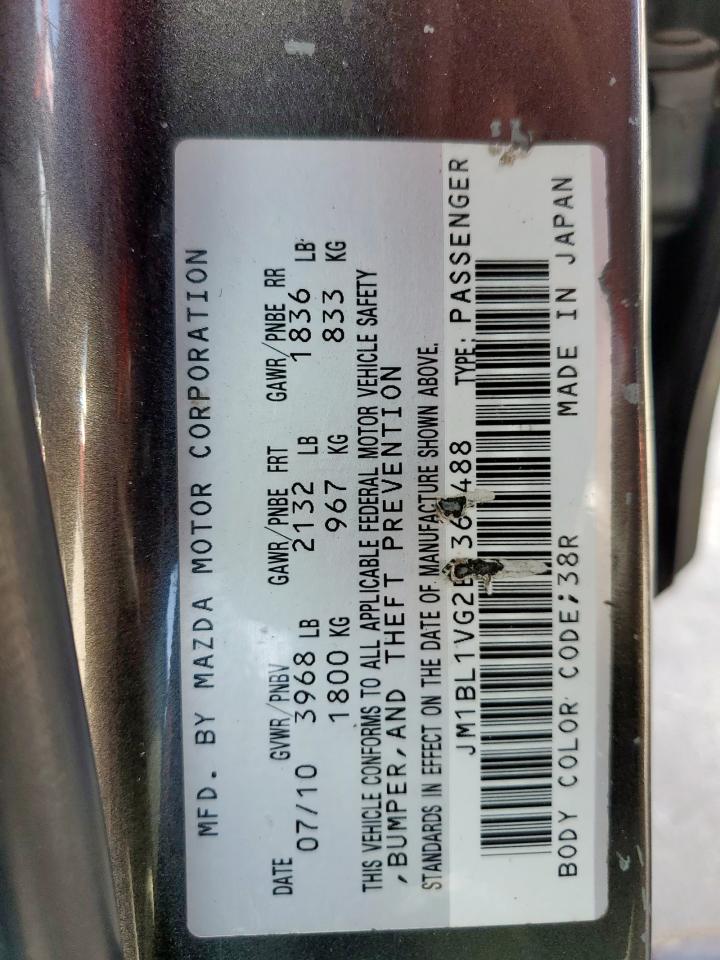 MFD. BY MAZDA MOTOR CORPORATION
DATE GVWR/PNBV GAWR/PNBE FRT GAWR/PNBE RR
07/10 3968 LB 2132 LB 1836 LB
1800 KG 967 KG 833 KG
THIS VEHICLE CONFORMS TO ALL APPLICABLE FEDERAL MOTOR VEHICLE SAFETY
,BUMPER,AND THEFT PREVENTION
STANDARDS IN EFFECT ON THE DATE OF MANUFACTURE SHOWN ABOVE.
TYPE: PASSENGER
BODY COLOR CODE;38R MADE IN JAPAN